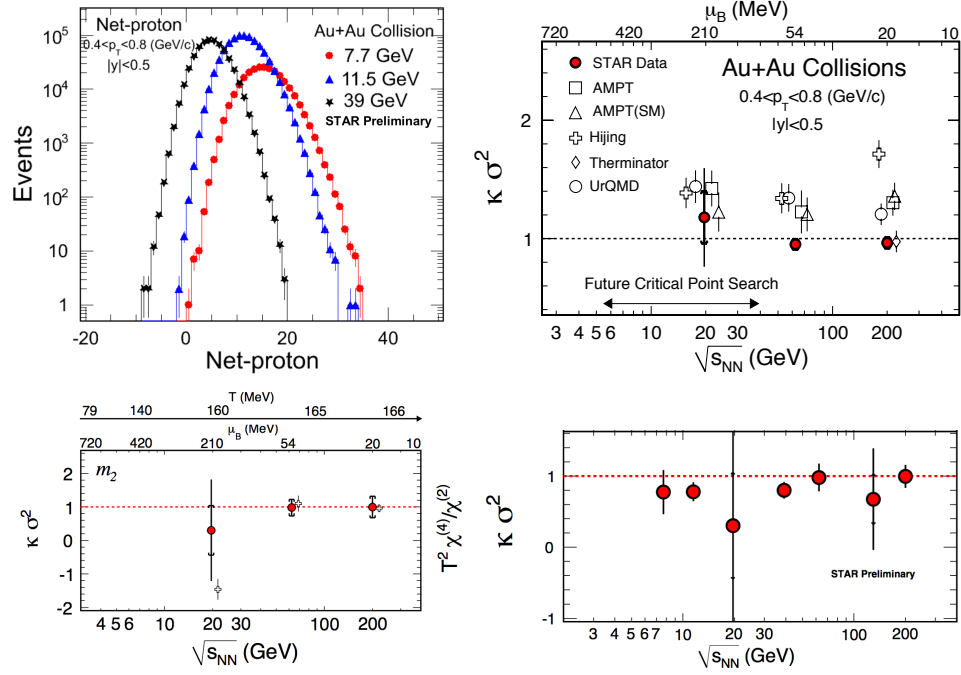 Net-proton
0.4<p_T<0.8 (GeV/c)
|y|<0.5
Au+Au Collision
7.7 GeV
11.5 GeV
39 GeV
STAR Preliminary
Events
10^5
10^4
10^3
10^2
10
1
-20 0 20 40
Net-proton
μ_B (MeV)
720 420 210 54 20 10
STAR Data
AMPT
AMPT(SM)
Hijing
Therminator
UrQMD
Au+Au Collisions
0.4<p_T<0.8 (GeV/c)
|y|<0.5
κ σ^2
2
1
Future Critical Point Search
2 3 4 5 6 10 20 30 100 200
√s_NN (GeV)
T (MeV)
79 140 160 165 166
μ_B (MeV)
720 420 210 54 20 10
m_2
κ σ^2
2
1
0
-1
-2
T^2 χ^(4)/χ^(2)
4 5 6 10 20 30 100 200
√s_NN (GeV)
κ σ^2
1
0
-1
STAR Preliminary
2 3 4 5 6 7 10 20 30 100 200
√s_NN (GeV)